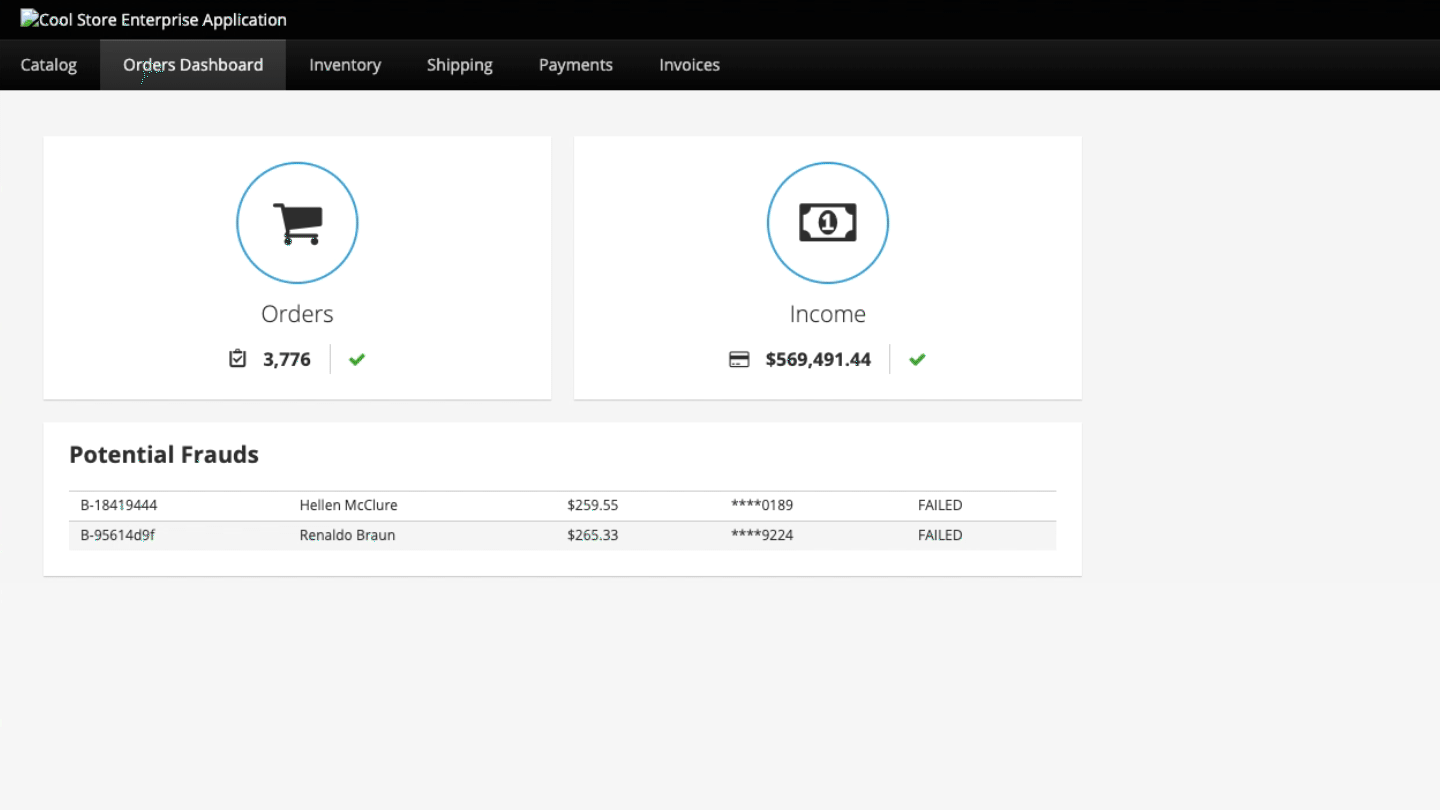 Cool Store Enterprise Application
Catalog Orders Dashboard Inventory Shipping Payments Invoices
1
Orders Income
3,776 $569,491.44
Potential Frauds
B-18419444 Hellen McClure $259.55 ****0189 FAILED
B-95614d9f Renaldo Braun $265.33 ****9224 FAILED